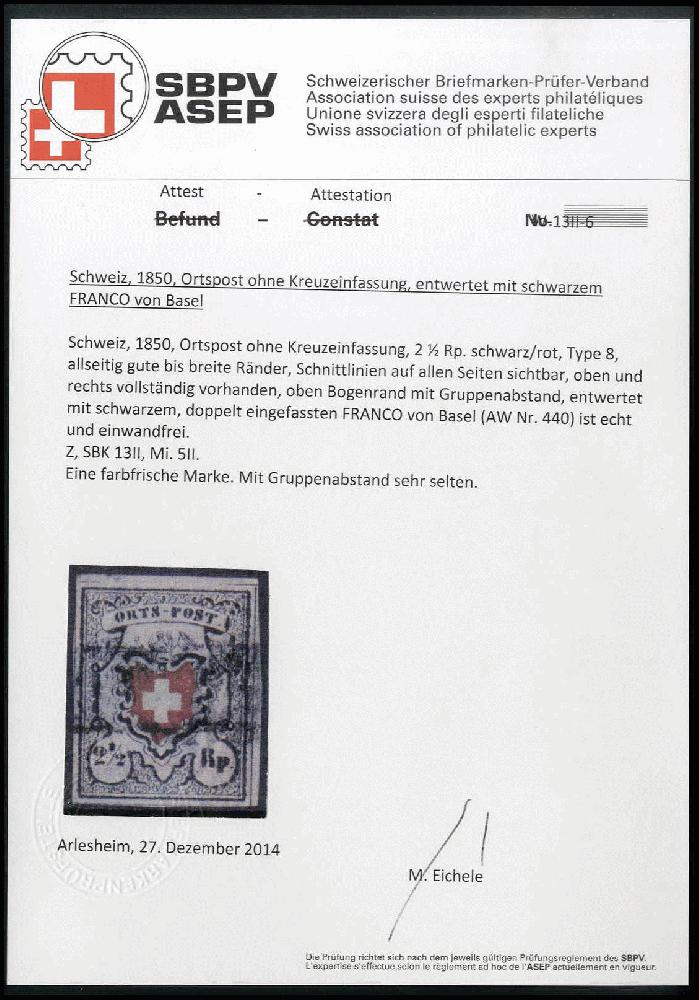 SBPV
ASEP
Schweizerischer Briefmarken-Prüfer-Verband
Association suisse des experts philatéliques
Unione svizzera degli esperti filateliche
Swiss association of philatelic experts
Attest - Attestation
Befund – Constat
13II-6
Schweiz, 1850, Ortspost ohne Kreuzeinfassung, entwertet mit schwarzem
FRANCO von Basel
Schweiz, 1850, Ortspost ohne Kreuzeinfassung, 2 ½ Rp. schwarz/rot, Type 8,
allseitig gute bis breite Ränder, Schnittlinien auf allen Seiten sichtbar, oben und
rechts vollständig vorhanden, oben Bogenrand mit Gruppenabstand, entwertet
mit schwarzem, doppelt eingefassten FRANCO von Basel (AW Nr. 440) ist echt
und einwandfrei.
Z, SBK 13II, Mi. 5II.
Eine farbfrische Marke. Mit Gruppenabstand sehr selten.
ORTS-POST
2½ Rp.
Arlesheim, 27. Dezember 2014
M. Eichele
Die Prüfung richtet sich nach dem jeweils gültigen Prüfungsreglement des SBPV.
L'expertise s'effectue selon le règlement ad hoc de l'ASEP actuellement en vigueur.